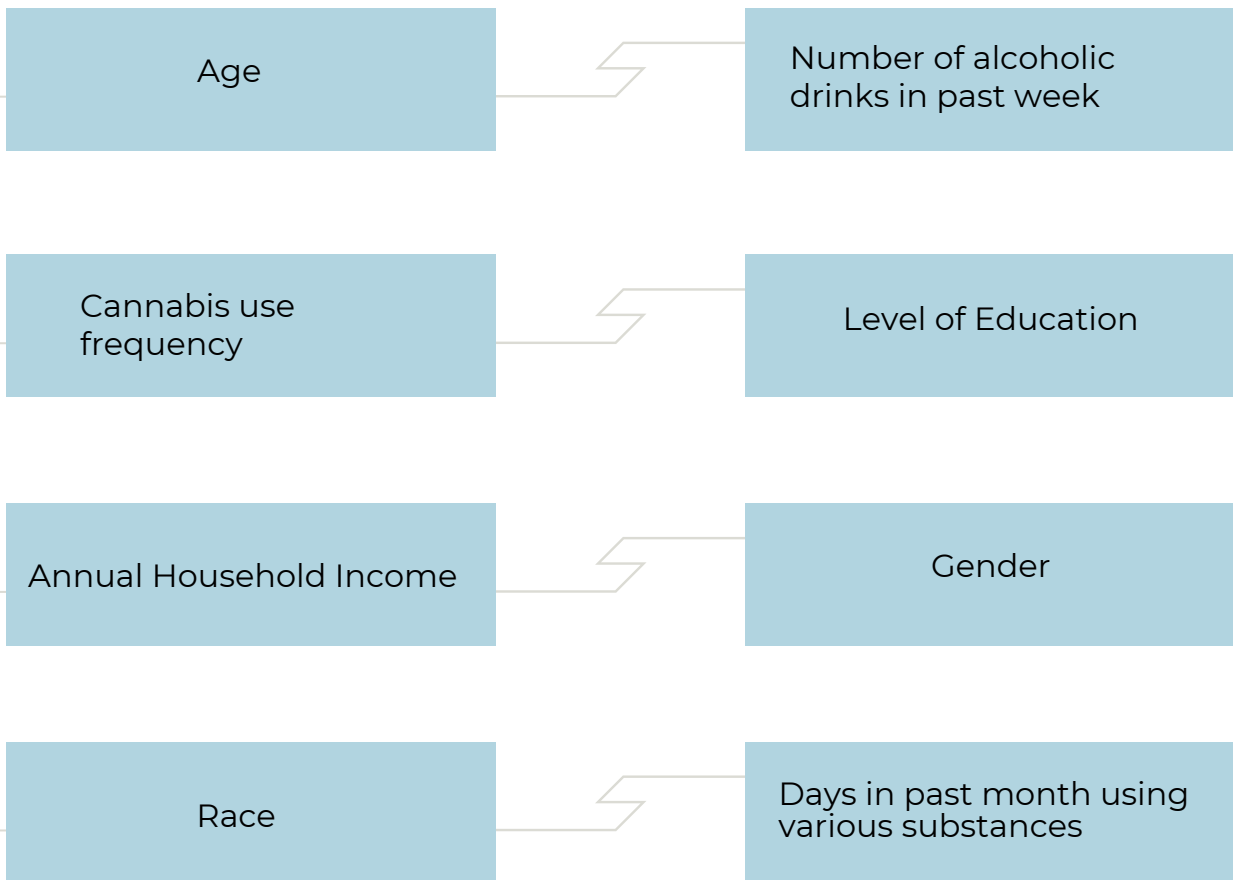 Age
Number of alcoholic
drinks in past week
Cannabis use
frequency
Level of Education
Annual Household Income
Gender
Race
Days in past month using
various substances